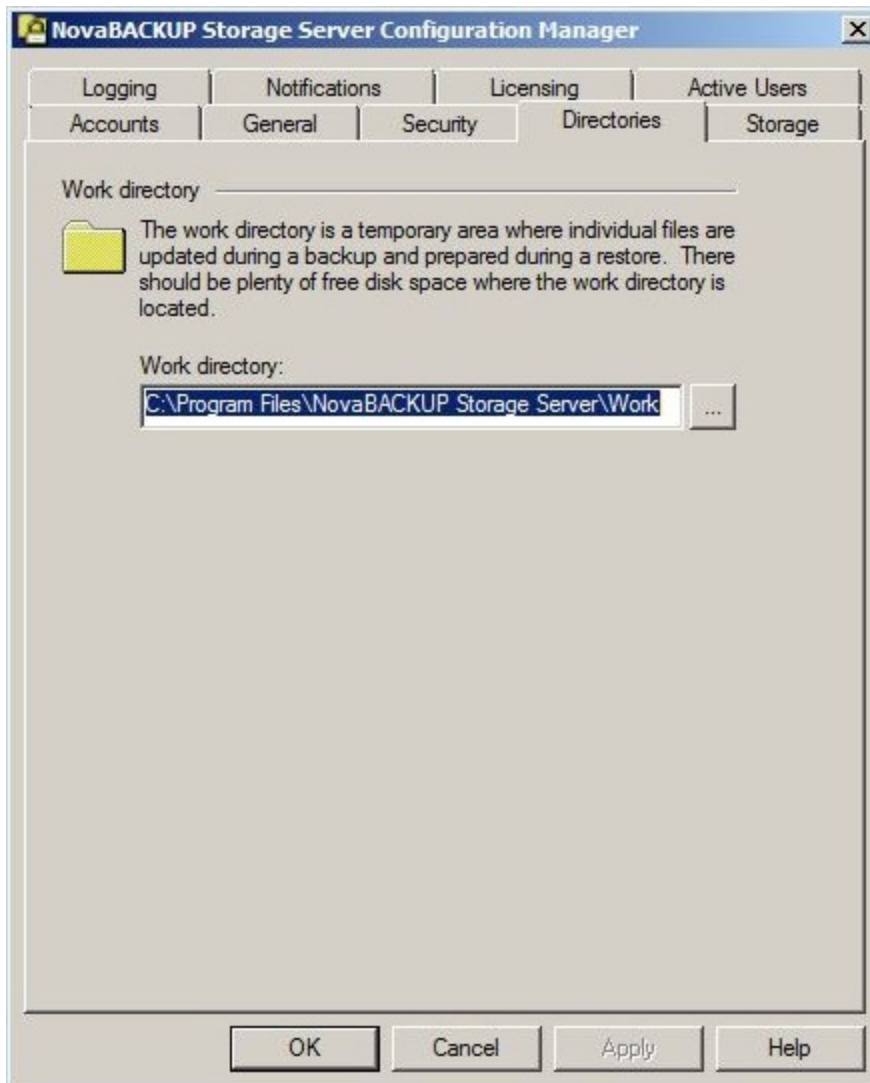 NovaBACKUP Storage Server Configuration Manager
Logging Notifications Licensing Active Users
Accounts General Security Directories Storage
Work directory
The work directory is a temporary area where individual files are
updated during a backup and prepared during a restore. There
should be plenty of free disk space where the work directory is
located.
Work directory:
C:\Program Files\NovaBACKUP Storage Server\Work ...
OK Cancel Apply Help